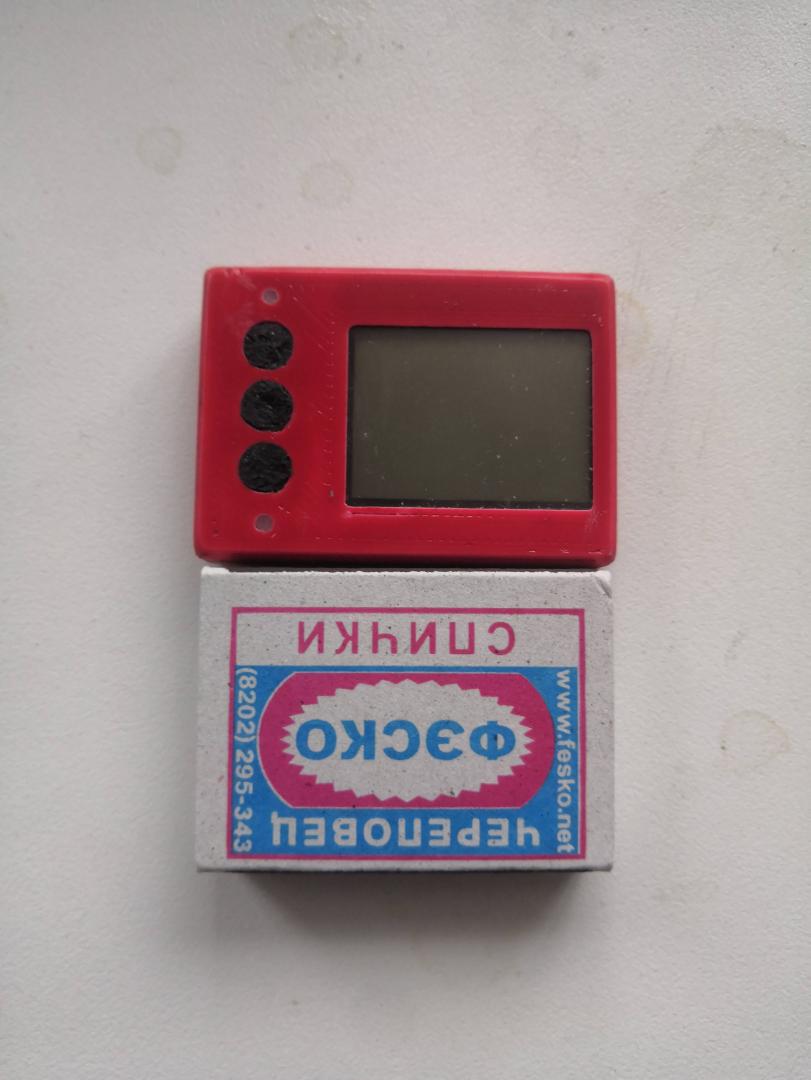 ЧЕРЕПОВЕЦ
ФЭСКО
СПИЧКИ
www.fesko.net
(8202) 295-343